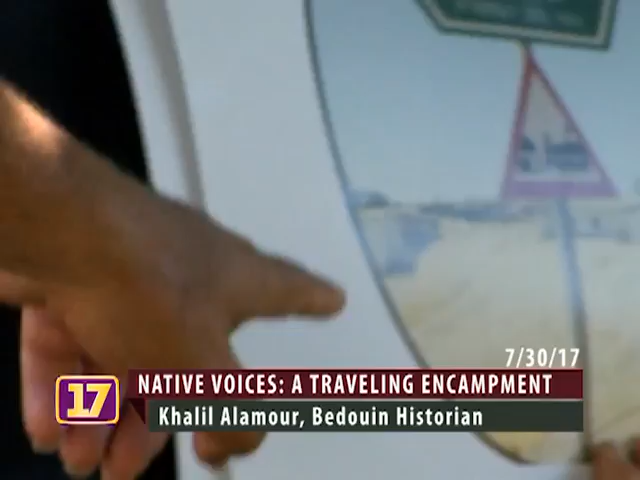 7/30/17
17 NATIVE VOICES: A TRAVELING ENCAMPMENT
Khalil Alamour, Bedouin Historian